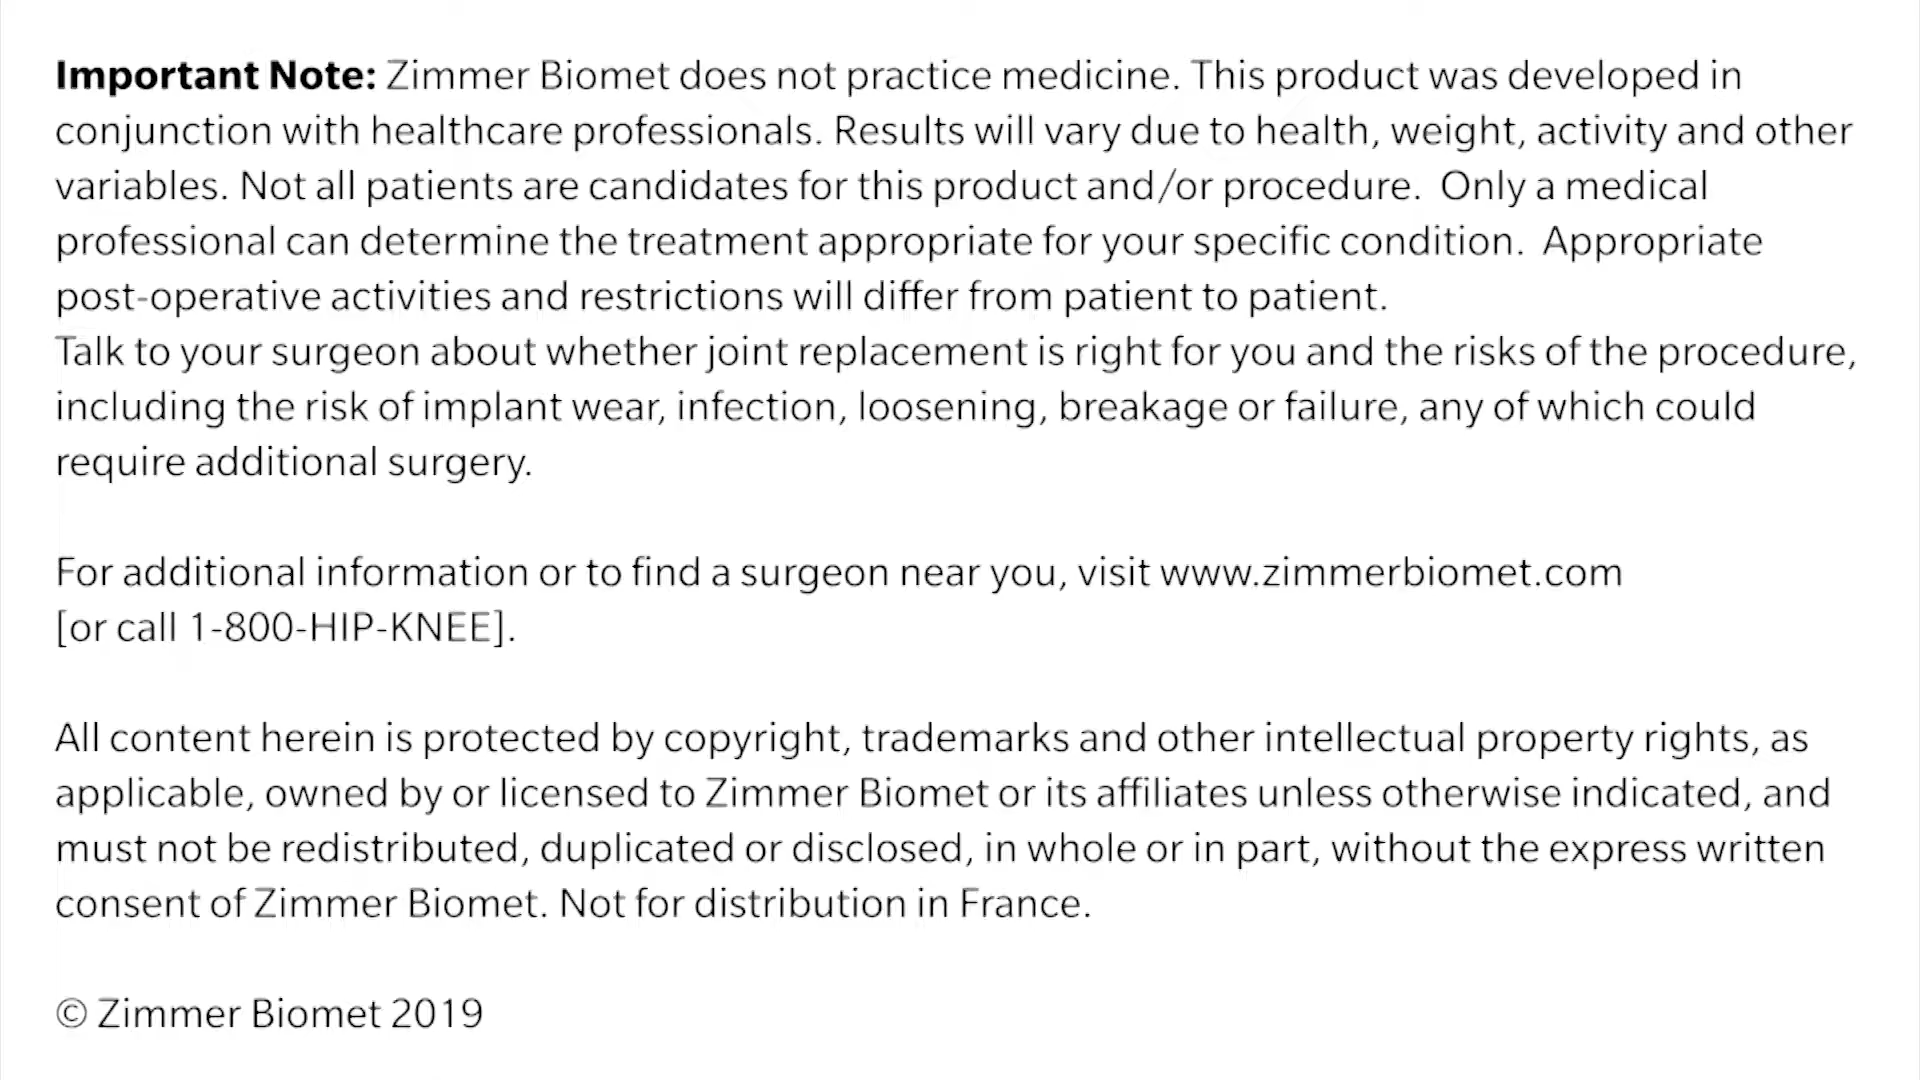 Important Note: Zimmer Biomet does not practice medicine. This product was developed in
conjunction with healthcare professionals. Results will vary due to health, weight, activity and other
variables. Not all patients are candidates for this product and/or procedure.  Only a medical
professional can determine the treatment appropriate for your specific condition.  Appropriate
post-operative activities and restrictions will differ from patient to patient.
Talk to your surgeon about whether joint replacement is right for you and the risks of the procedure,
including the risk of implant wear, infection, loosening, breakage or failure, any of which could
require additional surgery.
For additional information or to find a surgeon near you, visit www.zimmerbiomet.com
[or call 1-800-HIP-KNEE].
All content herein is protected by copyright, trademarks and other intellectual property rights, as
applicable, owned by or licensed to Zimmer Biomet or its affiliates unless otherwise indicated, and
must not be redistributed, duplicated or disclosed, in whole or in part, without the express written
consent of Zimmer Biomet. Not for distribution in France.
© Zimmer Biomet 2019